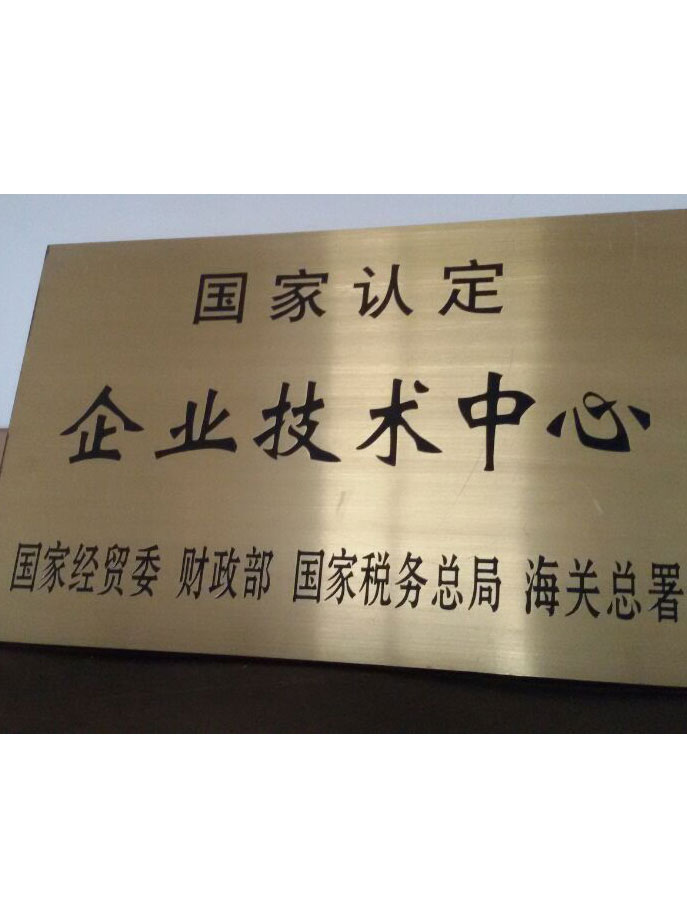 国家认定
企业技术中心
国家经贸委 财政部 国家税务总局 海关总署